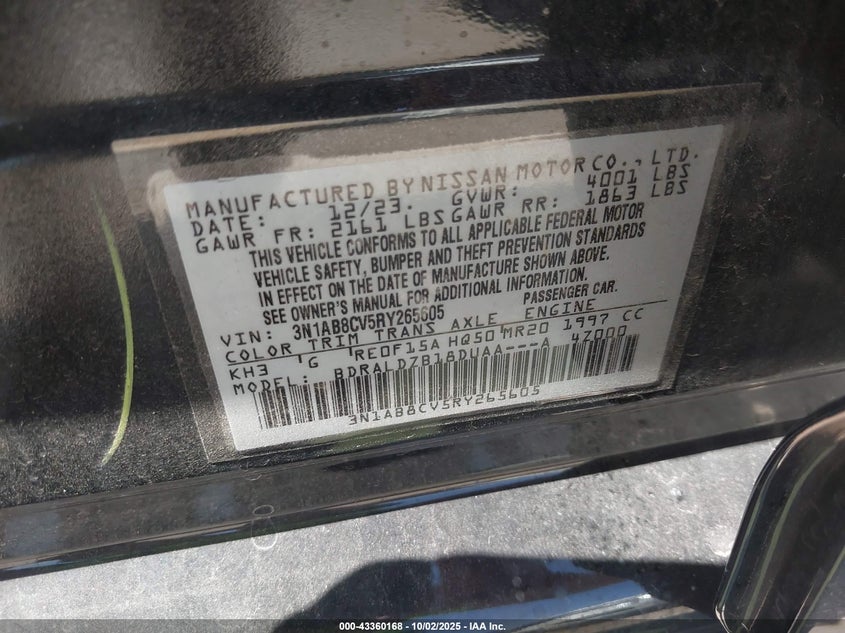 MANUFACTURED BY NISSAN MOTOR CO., LTD.
DATE: 12/23. GVWR: 4001 LBS
GAWR FR: 2161 LBS GAWR RR: 1863 LBS
THIS VEHICLE CONFORMS TO ALL APPLICABLE FEDERAL MOTOR
VEHICLE SAFETY, BUMPER AND THEFT PREVENTION STANDARDS
IN EFFECT ON THE DATE OF MANUFACTURE SHOWN ABOVE.
SEE OWNER'S MANUAL FOR ADDITIONAL INFORMATION.
VIN: 3N1AB8CV5RY265605 PASSENGER CAR.
COLOR TRIM TRANS AXLE ENGINE
KH3 'G RE0F15A HQ50 MR20 1997 CC
MODEL: BDRALDZB18DUAA---A 4Z000
3N1AB8CV5RY265605
000-43360168 - 10/02/2025 - IAA Inc.